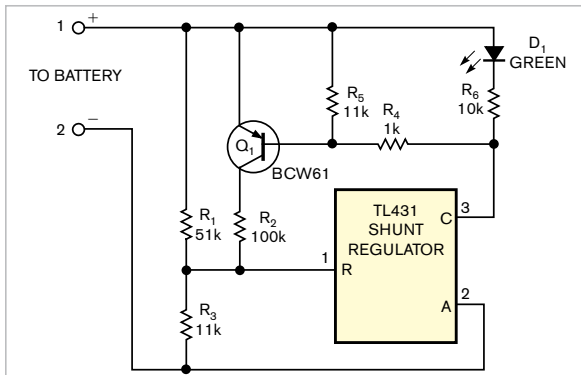 1 +
TO BATTERY
2 −
D1
GREEN
R5
11k
R6
10k
R4
1k
Q1
BCW61
R1
51k
R2
100k
R3
11k
TL431
SHUNT
REGULATOR
C 3
1 R
A 2